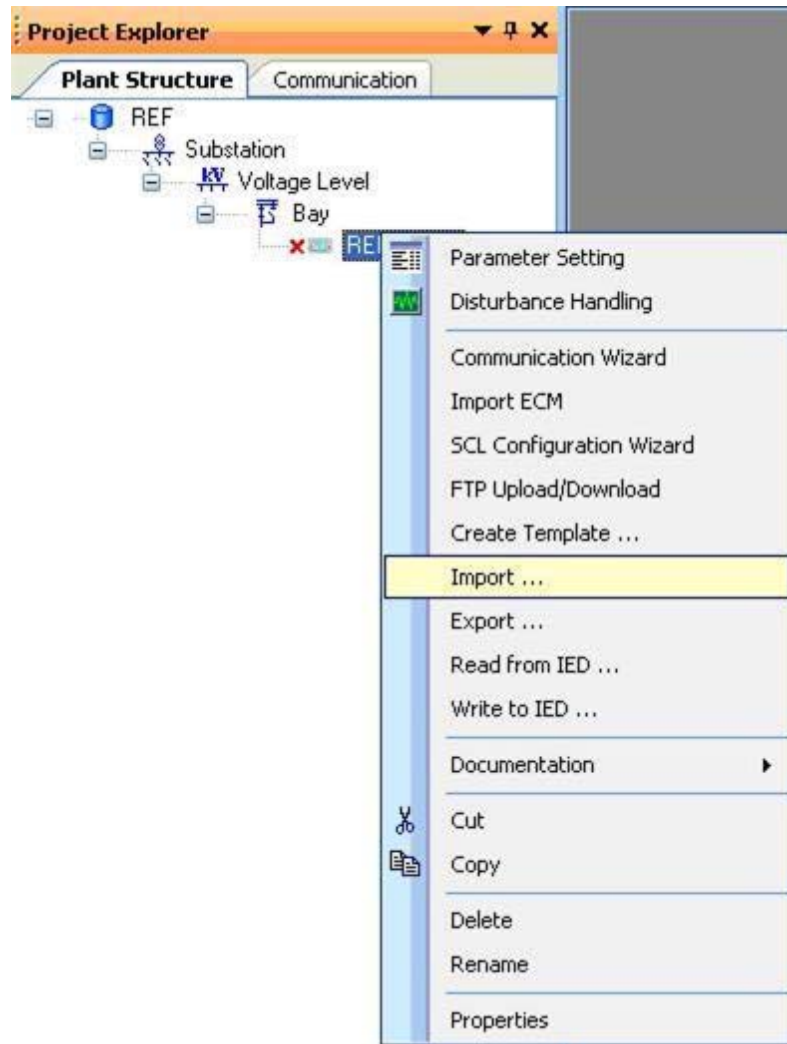 Project Explorer
Plant Structure
Communication
REF
Substation
kV
Voltage Level
Bay
Parameter Setting
Disturbance Handling
Communication Wizard
Import ECM
SCL Configuration Wizard
FTP Upload/Download
Create Template ...
Import ...
Export ...
Read from IED ...
Write to IED ...
Documentation
Cut
Copy
Delete
Rename
Properties